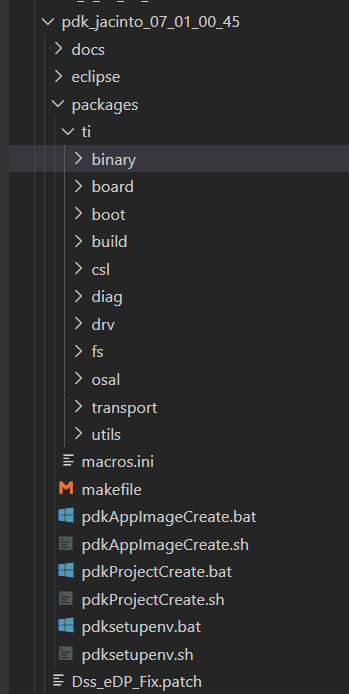 pdk_jacinto_07_01_00_45
docs
eclipse
packages
ti
binary
board
boot
build
csl
diag
drv
fs
osal
transport
utils
macros.ini
makefile
pdkAppImageCreate.bat
pdkAppImageCreate.sh
pdkProjectCreate.bat
pdkProjectCreate.sh
pdksetupenv.bat
pdksetupenv.sh
Dss_eDP_Fix.patch